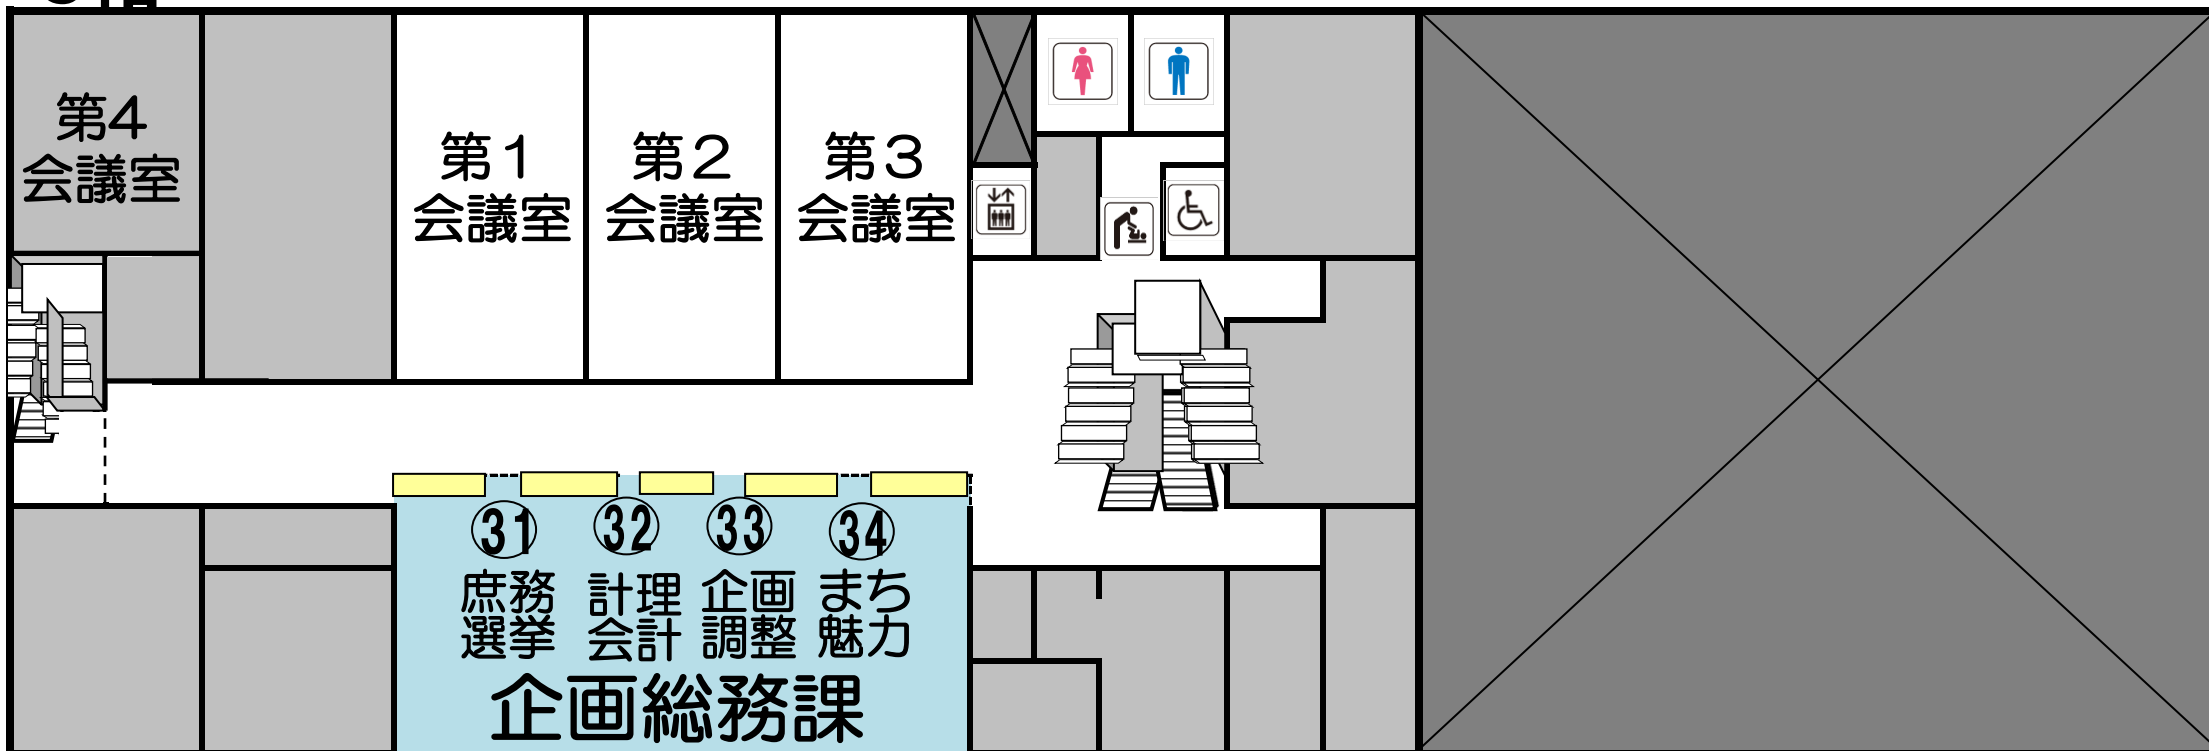 階
第4
会議室
第1
会議室
第2
会議室
第3
会議室
31
庶務
選挙
32
計理
会計
33
企画
調整
34
まち
魅力
企画総務課